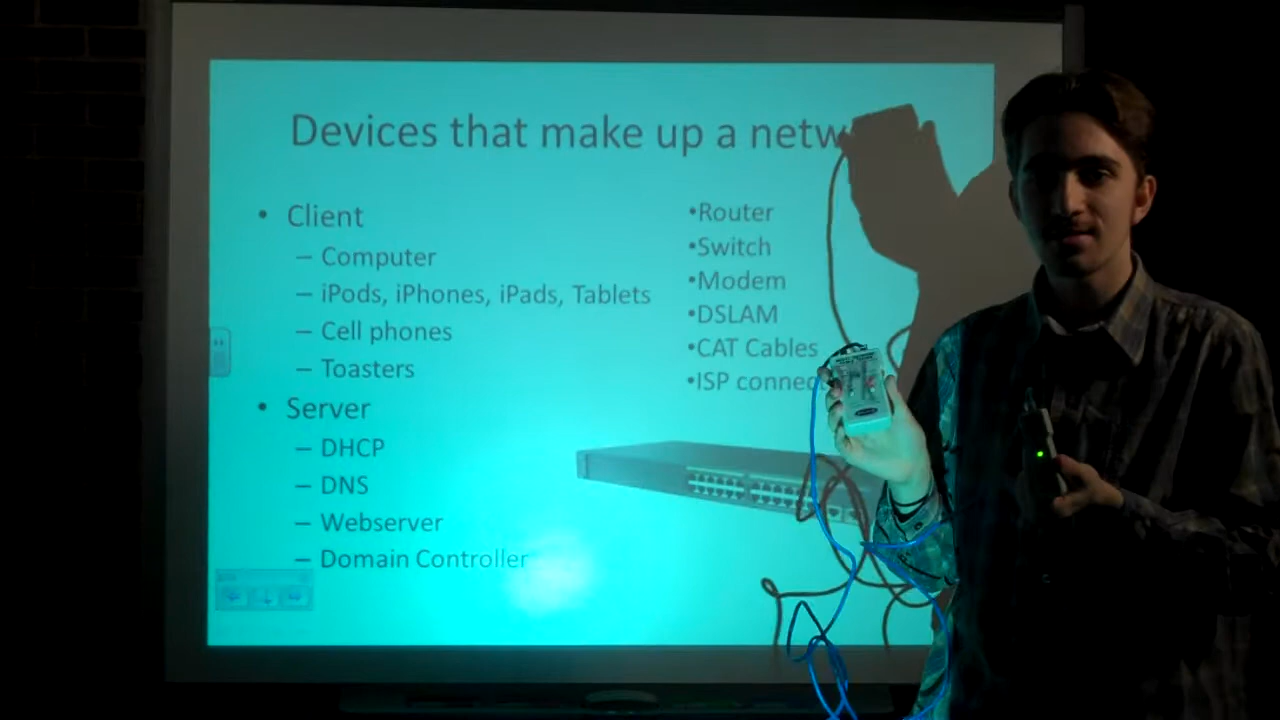 Devices that make up a netw
• Client
– Computer
– iPods, iPhones, iPads, Tablets
– Cell phones
– Toasters
• Server
– DHCP
– DNS
– Webserver
– Domain Controller
•Router
•Switch
•Modem
•DSLAM
•CAT Cables
•ISP connec